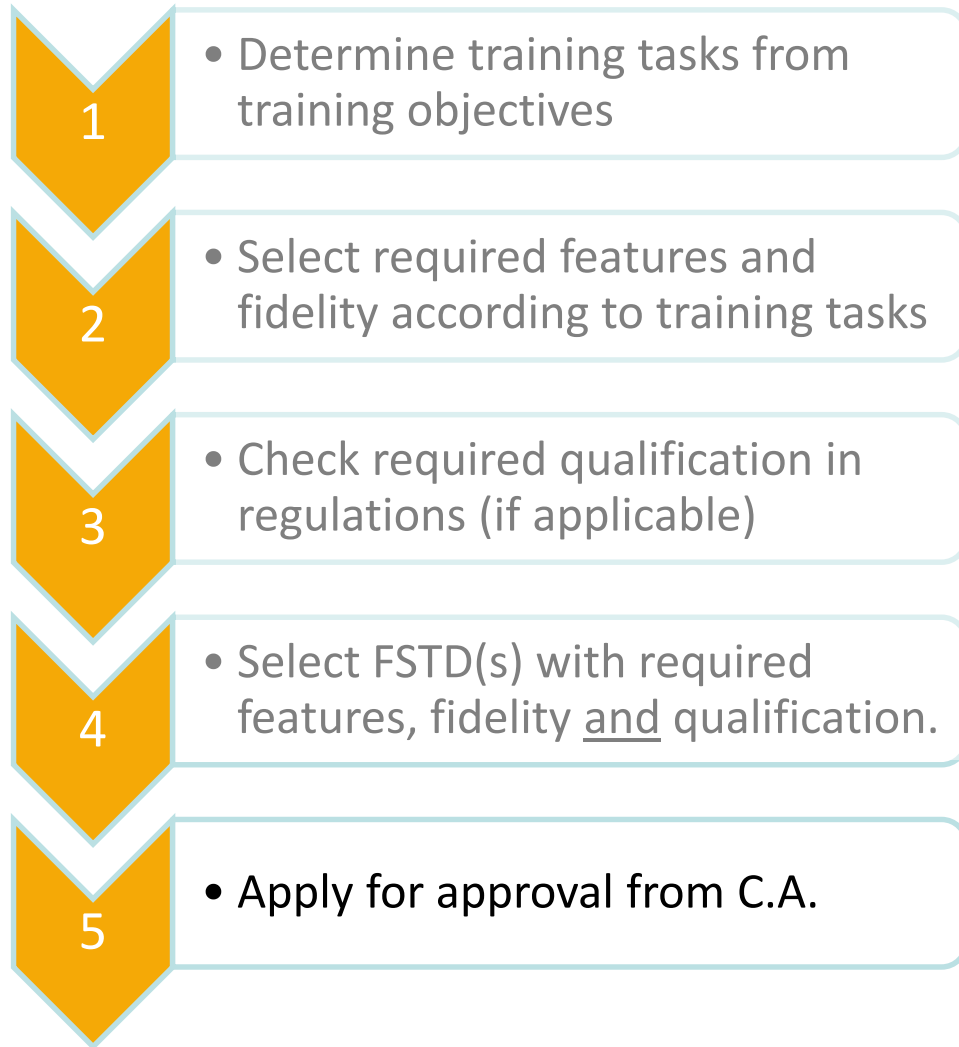 1
• Determine training tasks from
training objectives
2
• Select required features and
fidelity according to training tasks
3
• Check required qualification in
regulations (if applicable)
4
• Select FSTD(s) with required
features, fidelity and qualification.
5
• Apply for approval from C.A.